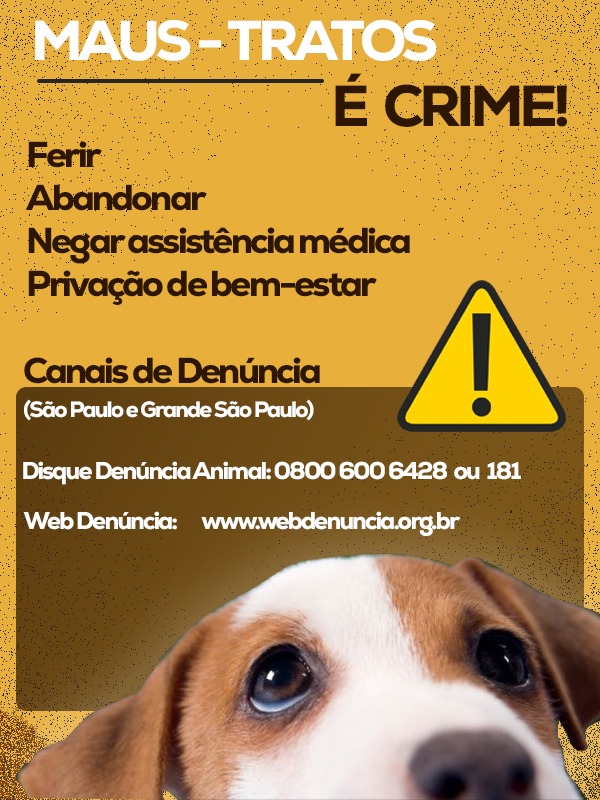 MAUS - TRATOS
É CRIME!
Ferir
Abandonar
Negar assistência médica
Privação de bem-estar
Canais de Denúncia
(São Paulo e Grande São Paulo)
Disque Denúncia Animal: 0800 600 6428 ou 181
Web Denúncia: www.webdenuncia.org.br